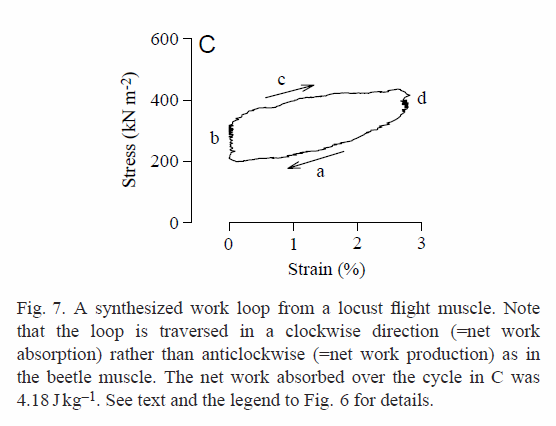 C
600
400
200
0
Stress (kN m-2)
c
d
b
a
0 1 2 3
Strain (%)
Fig. 7. A synthesized work loop from a locust flight muscle. Note
that the loop is traversed in a clockwise direction (=net work
absorption) rather than anticlockwise (=net work production) as in
the beetle muscle. The net work absorbed over the cycle in C was
4.18 J kg–1. See text and the legend to Fig. 6 for details.